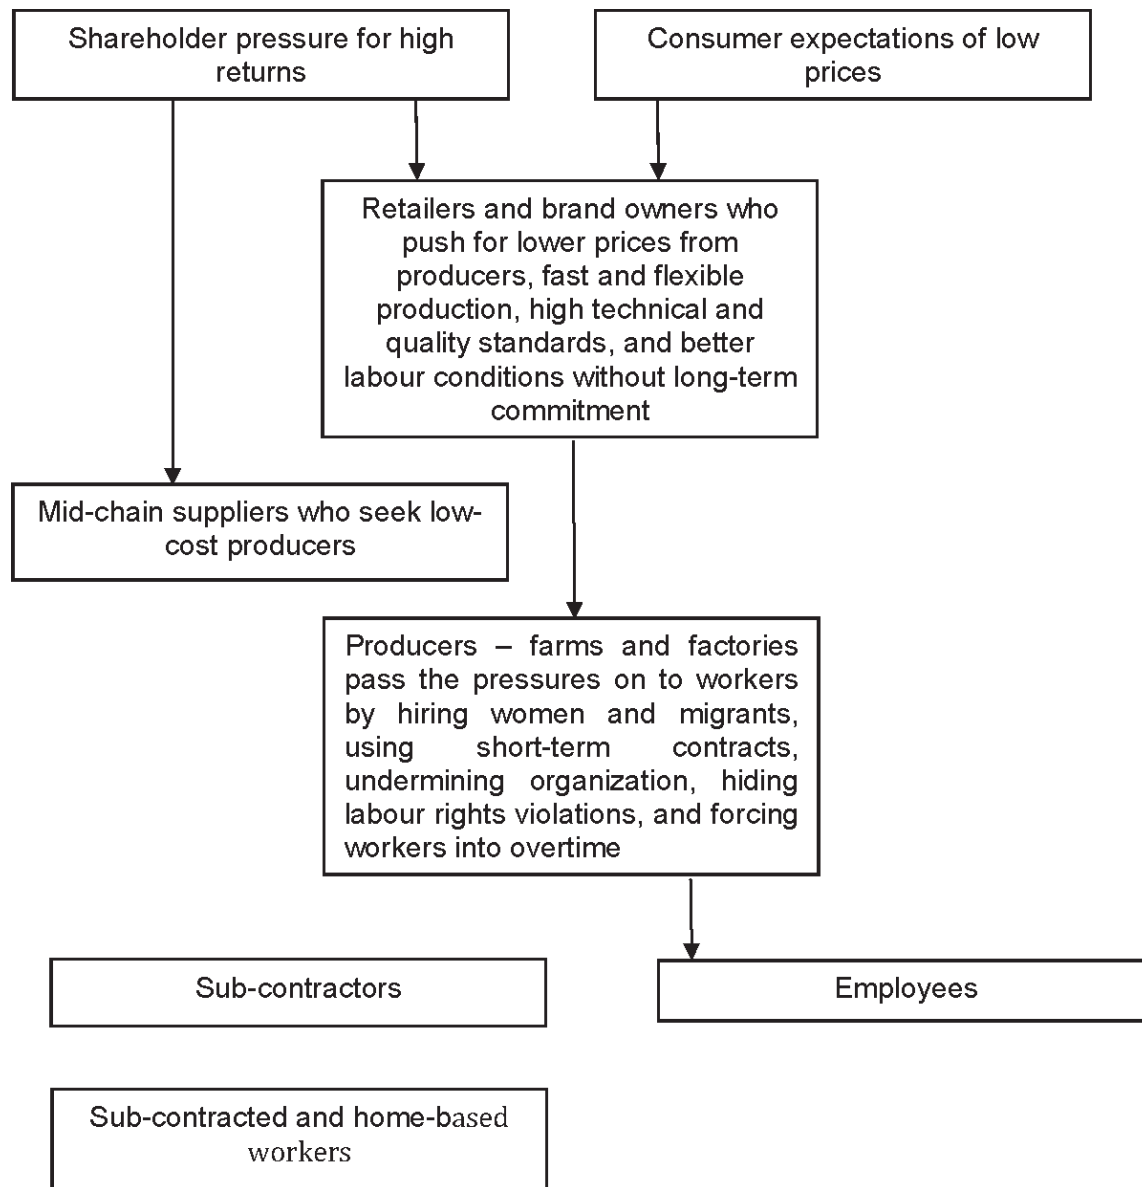 Shareholder pressure for high
returns
Consumer expectations of low
prices
Retailers and brand owners who
push for lower prices from
producers, fast and flexible
production, high technical and
quality standards, and better
labour conditions without long-term
commitment
Mid-chain suppliers who seek low-
cost producers
Producers – farms and factories
pass the pressures on to workers
by hiring women and migrants,
using short-term contracts,
undermining organization, hiding
labour rights violations, and forcing
workers into overtime
Sub-contractors
Employees
Sub-contracted and home-based
workers